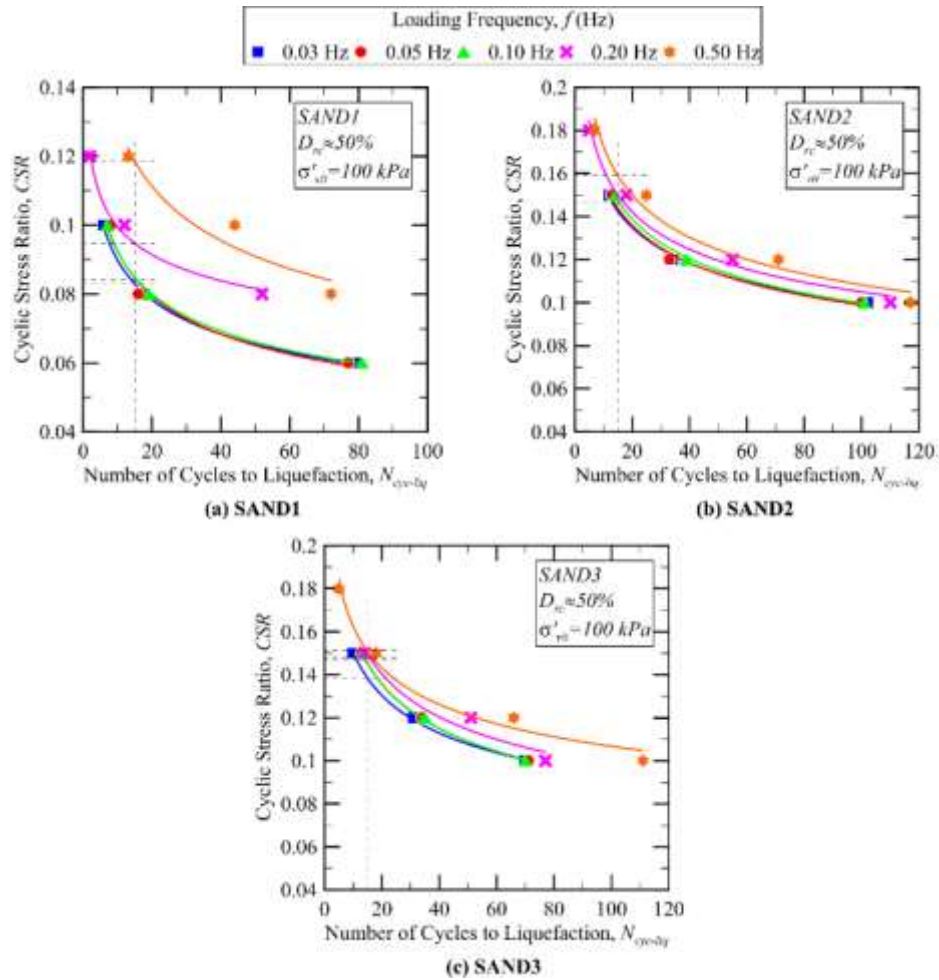 Loading Frequency, f (Hz)
0.03 Hz 0.05 Hz 0.10 Hz 0.20 Hz 0.50 Hz
Cyclic Stress Ratio, CSR
0.14
0.12
0.1
0.08
0.06
0.04
SAND1
Drc≈50%
σ'v0=100 kPa
0 20 40 60 80 100
Number of Cycles to Liquefaction, Ncyc-liq
(a) SAND1
Cyclic Stress Ratio, CSR
0.2
0.18
0.16
0.14
0.12
0.1
0.08
0.06
0.04
SAND2
Drc≈50%
σ'v0=100 kPa
0 20 40 60 80 100 120
Number of Cycles to Liquefaction, Ncyc-liq
(b) SAND2
Cyclic Stress Ratio, CSR
0.2
0.18
0.16
0.14
0.12
0.1
0.08
0.06
0.04
SAND3
Drc≈50%
σ'v0=100 kPa
0 20 40 60 80 100 120
Number of Cycles to Liquefaction, Ncyc-liq
(c) SAND3